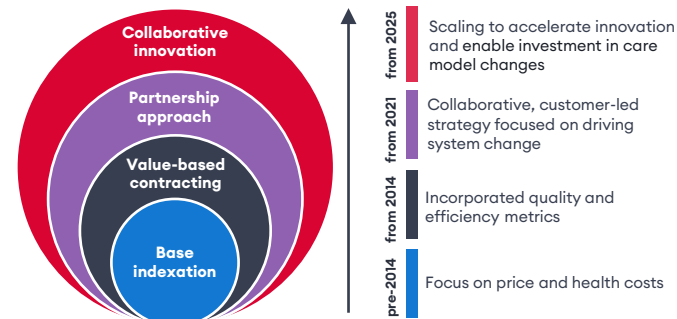 Collaborative
innovation
Partnership
approach
Value-based
contracting
Base
indexation
from 2025
Scaling to accelerate innovation
and enable investment in care
model changes
from 2021
Collaborative, customer-led
strategy focused on driving
system change
from 2014
Incorporated quality and
efficiency metrics
pre-2014
Focus on price and health costs